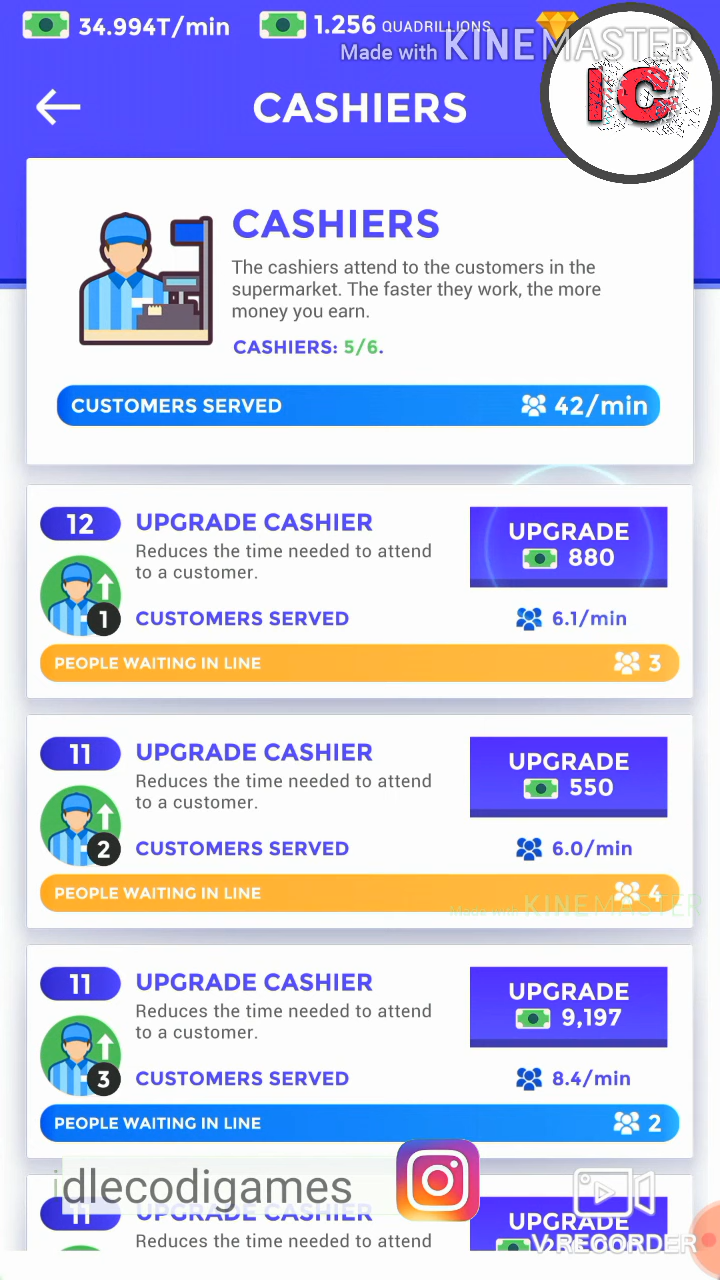 34.994T/min
1.256 QUADRILLIONS
Made with KINEMASTER
IC
CASHIERS
CASHIERS
The cashiers attend to the customers in the
supermarket. The faster they work, the more
money you earn.
CASHIERS: 5/6.
CUSTOMERS SERVED 42/min
12 UPGRADE CASHIER
Reduces the time needed to attend
to a customer.
UPGRADE
880
1
CUSTOMERS SERVED 6.1/min
PEOPLE WAITING IN LINE 3
11 UPGRADE CASHIER
Reduces the time needed to attend
to a customer.
UPGRADE
550
2
CUSTOMERS SERVED 6.0/min
PEOPLE WAITING IN LINE 4
Made with KINEMASTER
11 UPGRADE CASHIER
Reduces the time needed to attend
to a customer.
UPGRADE
9,197
3
CUSTOMERS SERVED 8.4/min
PEOPLE WAITING IN LINE 2
idlecodigames
11 UPGRADE CASHIER
Reduces the time needed to attend
UPGRADE
V.RECORDER